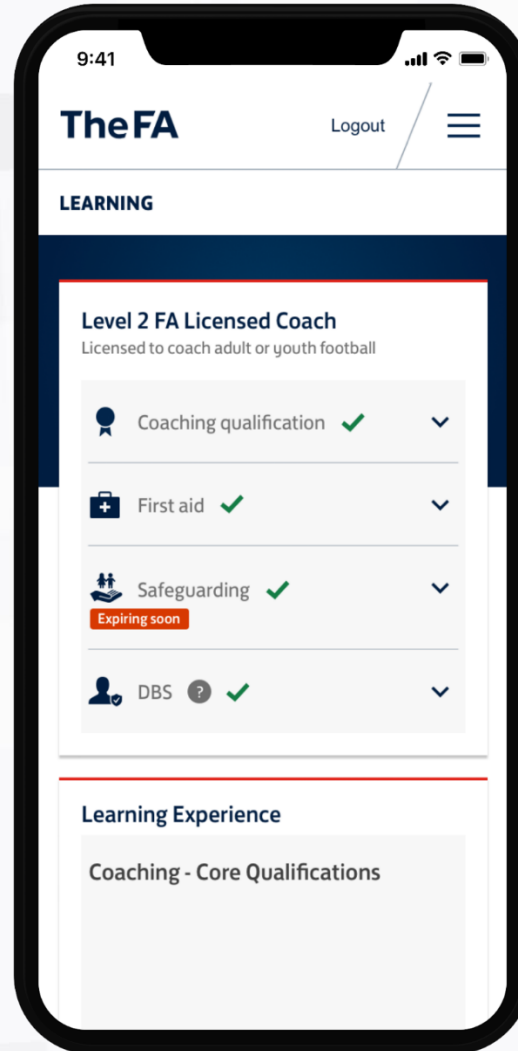 9:41
The FA
Logout
LEARNING
Level 2 FA Licensed Coach
Licensed to coach adult or youth football
Coaching qualification
First aid
Safeguarding
Expiring soon
DBS ?
Learning Experience
Coaching - Core Qualifications